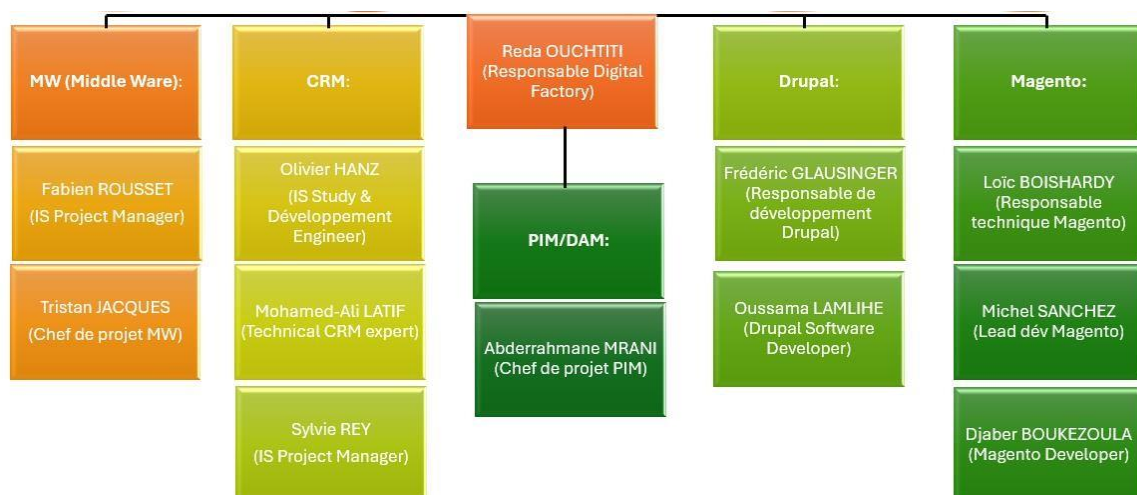 MW (Middle Ware):
Fabien ROUSSET
(IS Project Manager)
Tristan JACQUES
(Chef de projet MW)
CRM:
Olivier HANZ
(IS Study &
Développement
Engineer)
Mohamed-Ali LATIF
(Technical CRM expert)
Sylvie REY
(IS Project Manager)
Reda OUCHTITI
(Responsable Digital
Factory)
PIM/DAM:
Abderrahmane MRANI
(Chef de projet PIM)
Drupal:
Frédéric GLAUSINGER
(Responsable de
développement
Drupal)
Oussama LAMLIHE
(Drupal Software
Developer)
Magento:
Loïc BOISHARDY
(Responsable
technique Magento)
Michel SANCHEZ
(Lead dév Magento)
Djaber BOUKEZOULA
(Magento Developer)